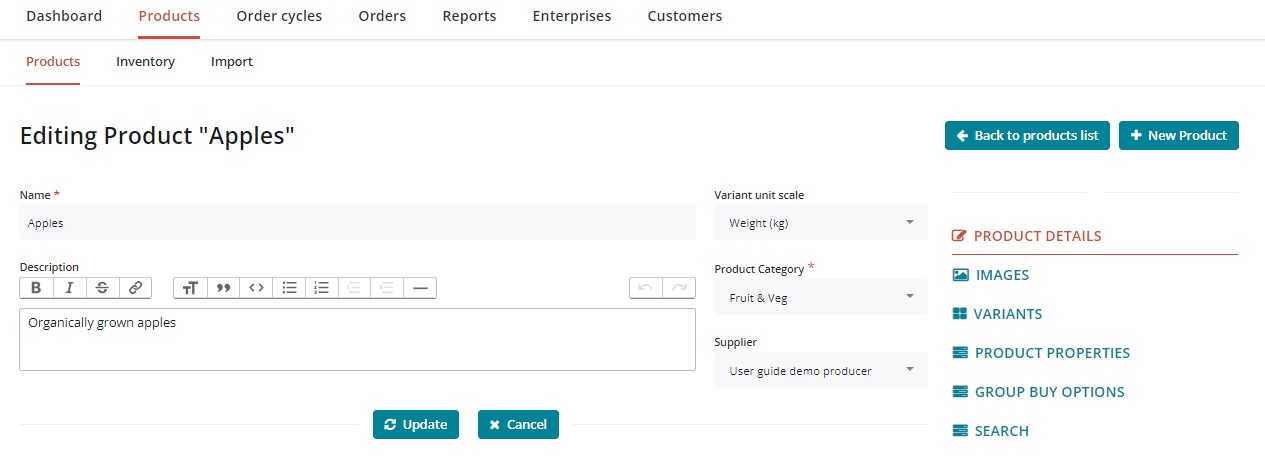 Dashboard Products Order cycles Orders Reports Enterprises Customers
Products Inventory Import
Editing Product "Apples"
Back to products list New Product
Name *
Apples
Description
Organically grown apples
Variant unit scale
Weight (kg)
Product Category *
Fruit & Veg
Supplier
User guide demo producer
Update Cancel
PRODUCT DETAILS
IMAGES
VARIANTS
PRODUCT PROPERTIES
GROUP BUY OPTIONS
SEARCH